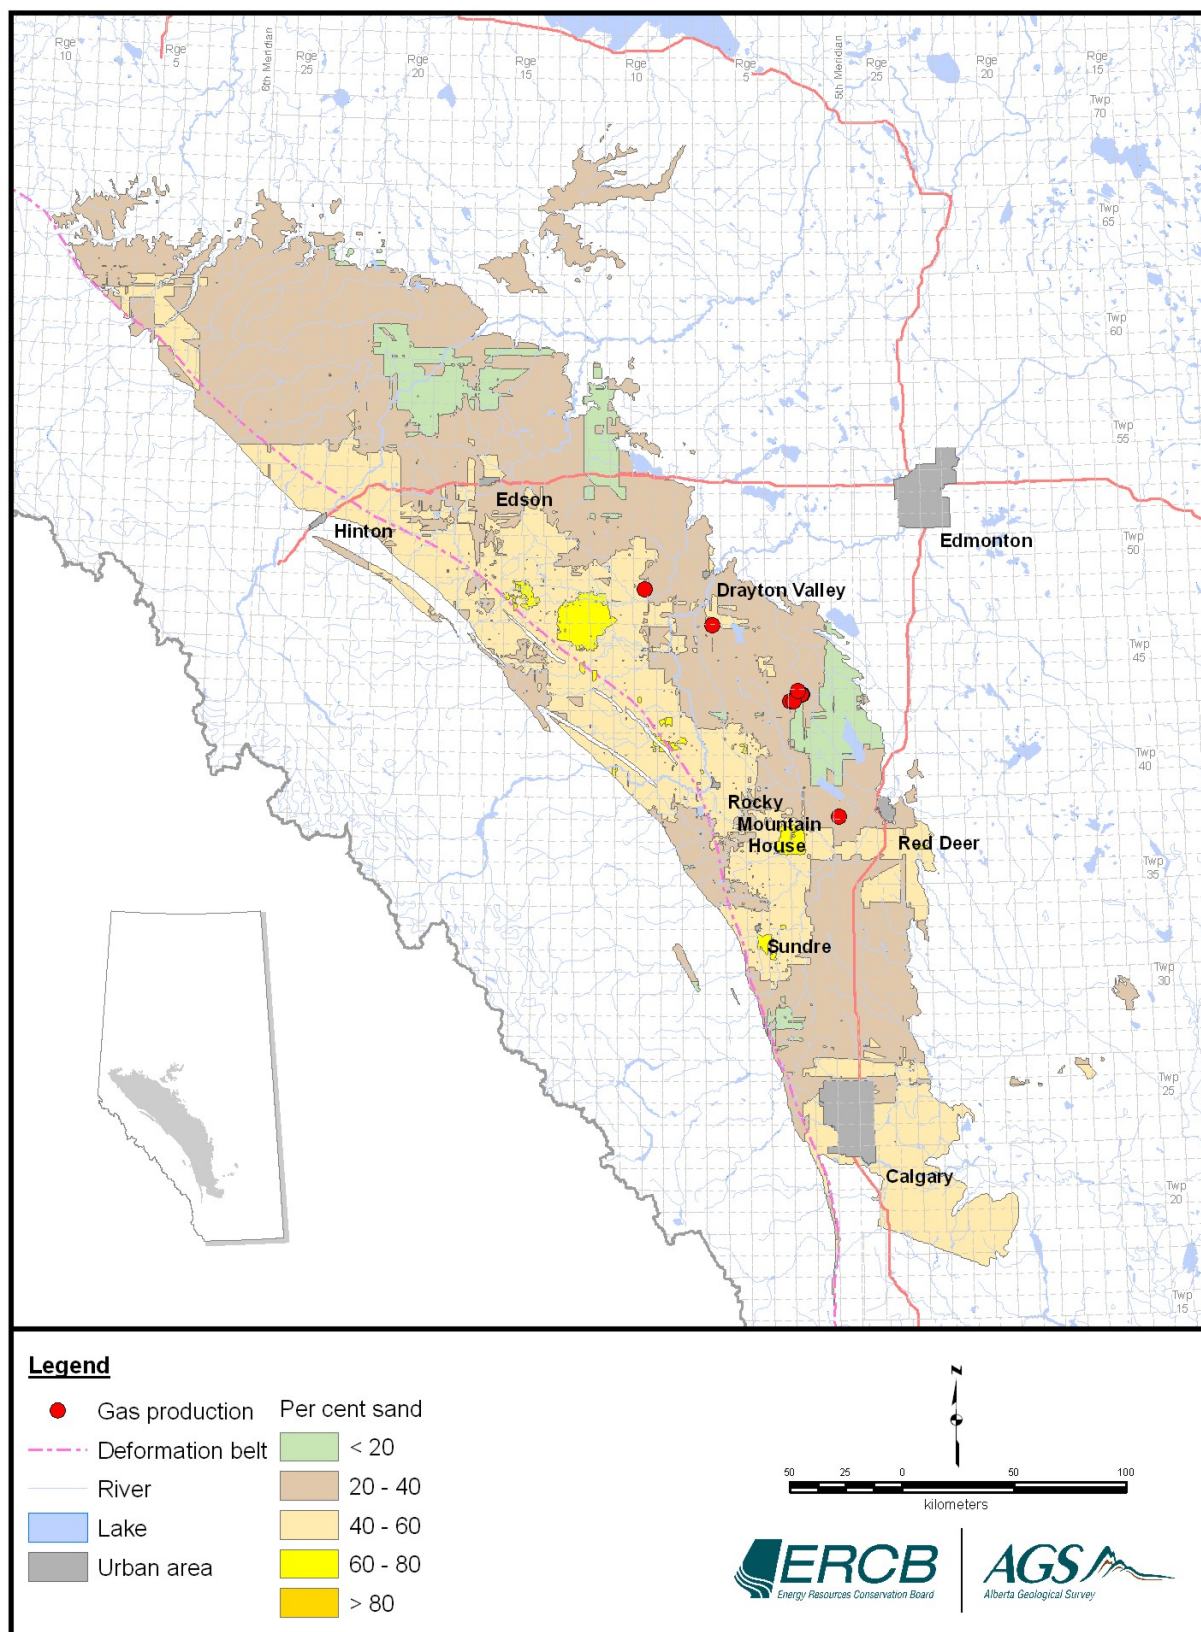 Rge
10
Rge
5
6th Meridian
Rge
25
Rge
20
Rge
15
Rge
10
Rge
5
5th Meridian
Rge
25
Rge
20
Rge
15
Twp
70
Twp
65
Twp
60
Twp
55
Twp
50
Twp
45
Twp
40
Twp
35
Twp
30
Twp
25
Twp
20
Twp
15
Edson
Hinton
Edmonton
Drayton Valley
Rocky
Mountain
House
Red Deer
Sundre
Calgary
Legend
Gas production
Deformation belt
River
Lake
Urban area
Per cent sand
< 20
20 - 40
40 - 60
60 - 80
> 80
N
50 25 0 50 100
kilometers
ERCB
Energy Resources Conservation Board
AGS
Alberta Geological Survey